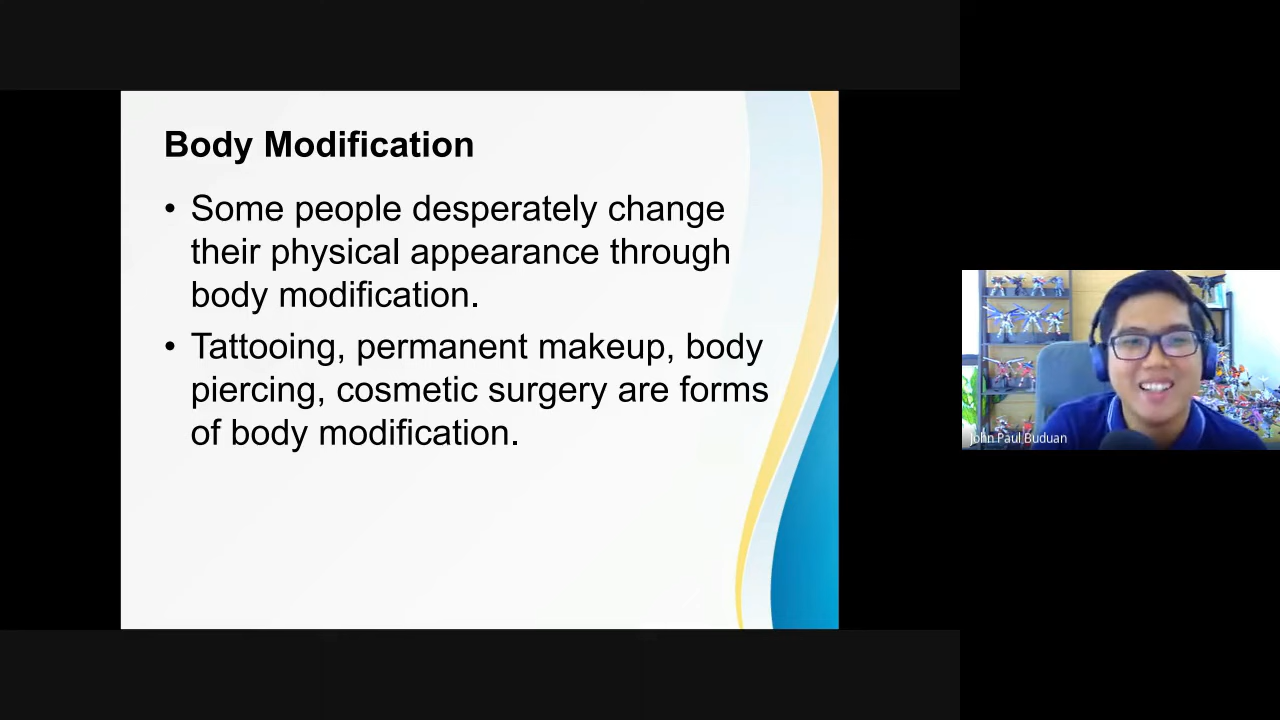 Body Modification
• Some people desperately change
their physical appearance through
body modification.
• Tattooing, permanent makeup, body
piercing, cosmetic surgery are forms
of body modification.
John Paul Buduan